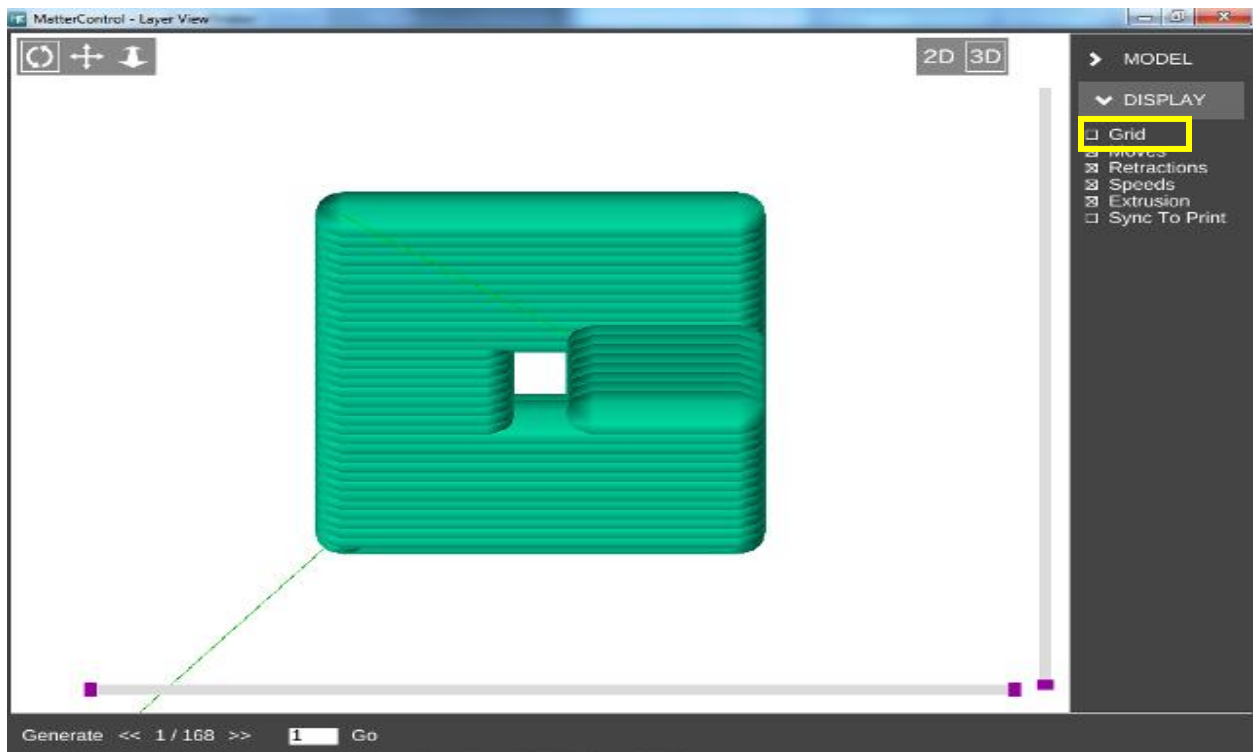 MatterControl - Layer View
2D 3D
MODEL
DISPLAY
Grid
Moves
Retractions
Speeds
Extrusion
Sync To Print
Generate << 1 / 168 >> 1 Go